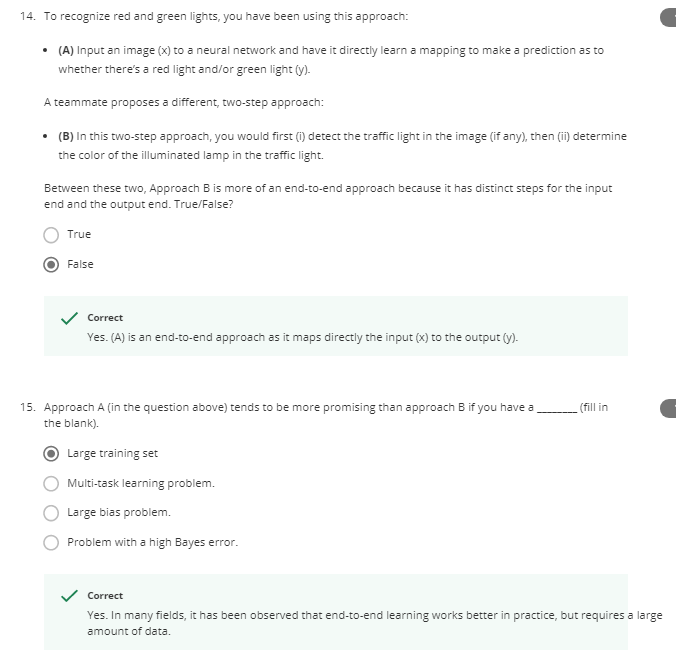 14. To recognize red and green lights, you have been using this approach:
• (A) Input an image (x) to a neural network and have it directly learn a mapping to make a prediction as to
whether there's a red light and/or green light (y).
A teammate proposes a different, two-step approach:
• (B) In this two-step approach, you would first (i) detect the traffic light in the image (if any), then (ii) determine
the color of the illuminated lamp in the traffic light.
Between these two, Approach B is more of an end-to-end approach because it has distinct steps for the input
end and the output end. True/False?
True
False
Correct
Yes. (A) is an end-to-end approach as it maps directly the input (x) to the output (y).
15. Approach A (in the question above) tends to be more promising than approach B if you have a ________ (fill in
the blank).
Large training set
Multi-task learning problem.
Large bias problem.
Problem with a high Bayes error.
Correct
Yes. In many fields, it has been observed that end-to-end learning works better in practice, but requires a large
amount of data.